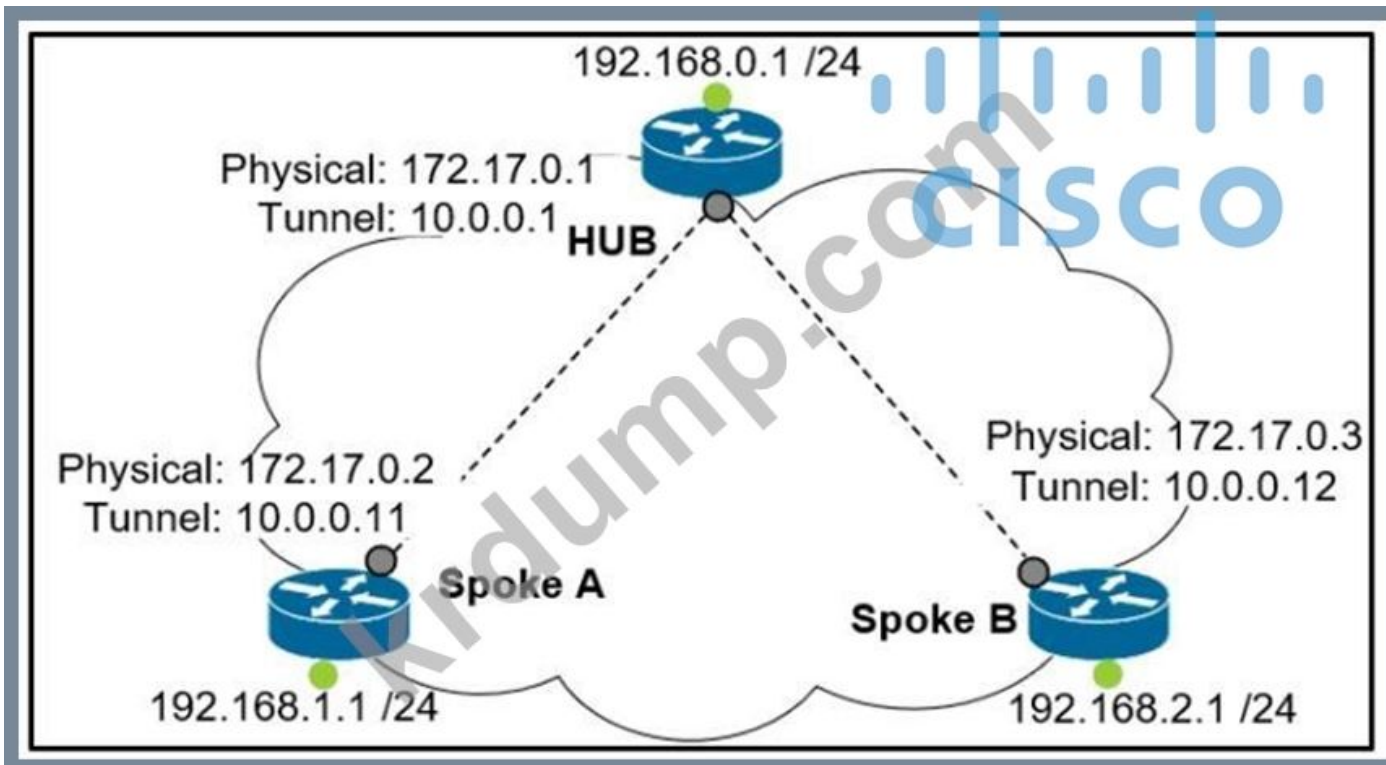 192.168.0.1 /24
CISCO
Physical: 172.17.0.1
Tunnel: 10.0.0.1
HUB
Physical: 172.17.0.2
Tunnel: 10.0.0.11
Physical: 172.17.0.3
Tunnel: 10.0.0.12
Spoke A
Spoke B
192.168.1.1 /24
192.168.2.1 /24
krdump.com